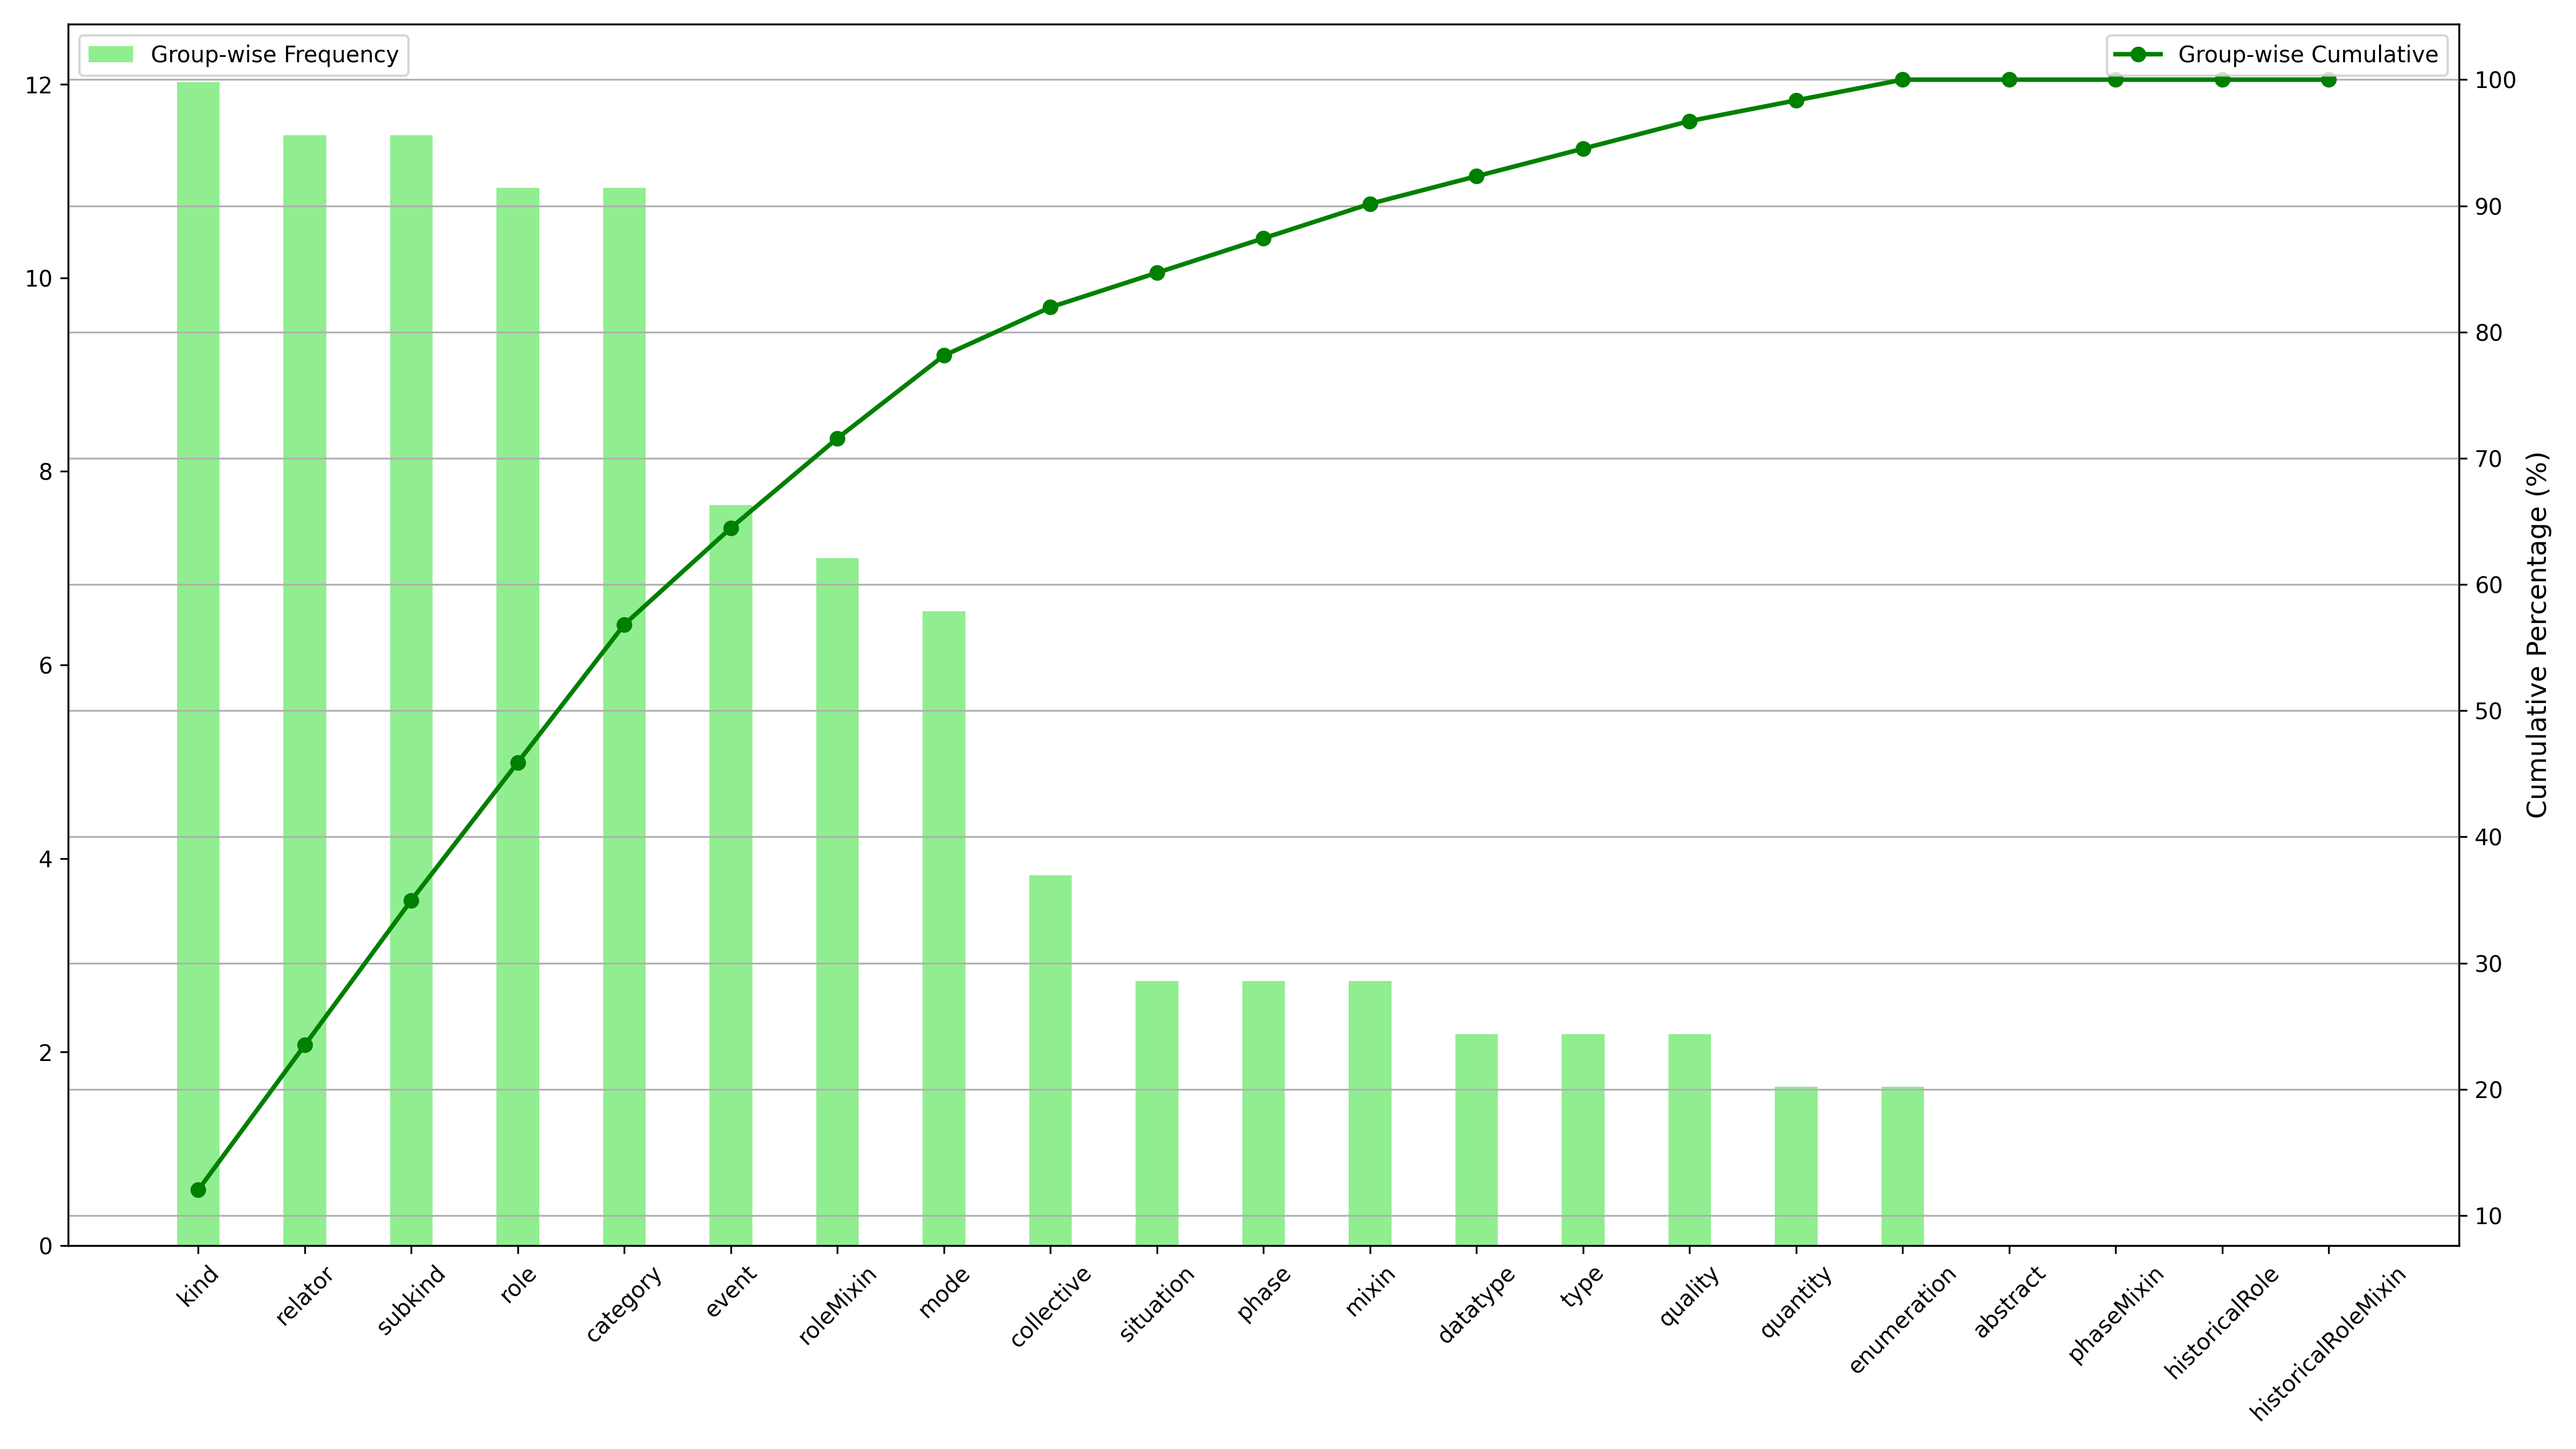 Group-wise Frequency
Group-wise Cumulative
12
10
8
6
4
2
0
100
90
80
70
60
50
40
30
20
10
Cumulative Percentage (%)
kind
relator
subkind
role
category
event
roleMixin
mode
collective
situation
phase
mixin
datatype
type
quality
quantity
enumeration
abstract
phaseMixin
historicalRole
historicalRoleMixin